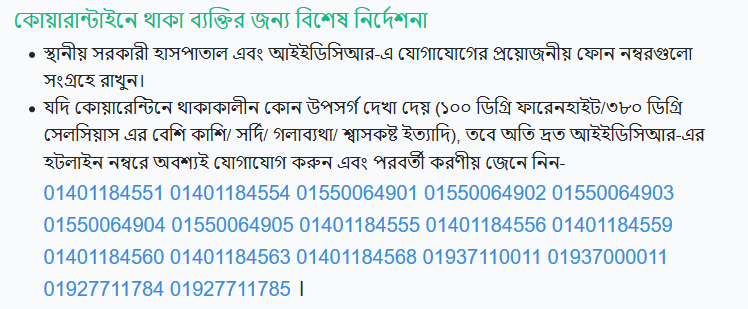 কোয়ারান্টাইনে থাকা ব্যক্তির জন্য বিশেষ নির্দেশনা
• স্থানীয় সরকারী হাসপাতাল এবং আইইডিসিআর-এ যোগাযোগের প্রয়োজনীয় ফোন নম্বরগুলো
সংগ্রহে রাখুন।
• যদি কোয়ারেন্টিনে থাকাকালীন কোন উপসর্গ দেখা দেয় (১০০ ডিগ্রি ফারেনহাইট/৩৮০ ডিগ্রি
সেলসিয়াস এর বেশি কাশি/ সর্দি/ গলাব্যথা/ শ্বাসকষ্ট ইত্যাদি), তবে অতি দ্রত আইইডিসিআর-এর
হটলাইন নম্বরে অবশ্যই যোগাযোগ করুন এবং পরবর্তী করণীয় জেনে নিন-
01401184551 01401184554 01550064901 01550064902 01550064903
01550064904 01550064905 01401184555 01401184556 01401184559
01401184560 01401184563 01401184568 01937110011 01937000011
01927711784 01927711785 ।